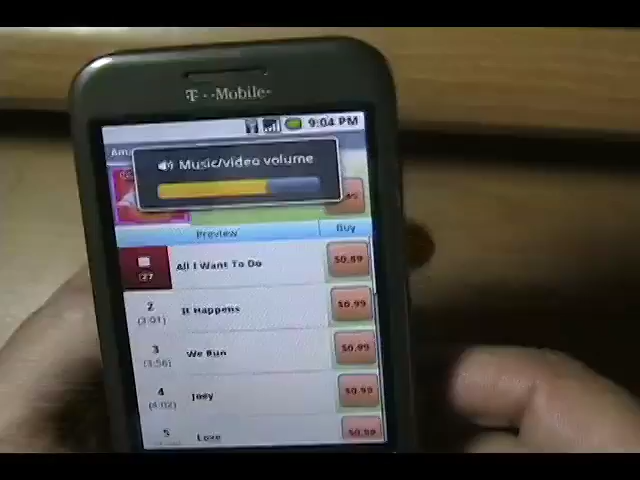 T··Mobile·
9:04 PM
Music/video volume
Preview Buy
:27 All I Want To Do $0.89
2 (3:01) It Happens $0.99
3 (3:56) We Run $0.99
4 (4:02) Joey $0.99
5 Love $0.99